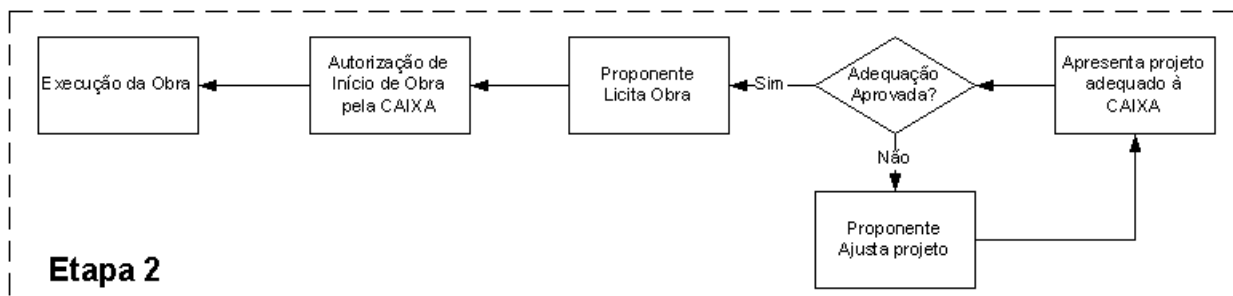 Execução da Obra
Autorização de
Início de Obra
pela CAIXA
Proponente
Licita Obra
Sim
Adequação
Aprovada?
Apresenta projeto
adequado à
CAIXA
Não
Proponente
Ajusta projeto
Etapa 2